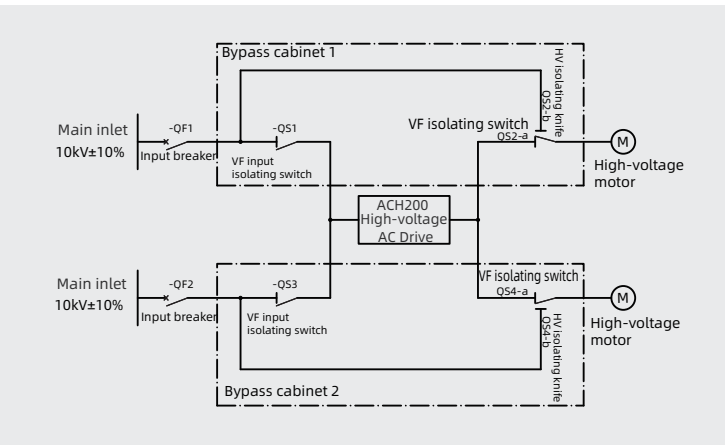 Bypass cabinet 1
HV isolating knife
QS2-b
Main inlet
10kV±10%
-QF1
Input breaker
-QS1
VF input
isolating switch
VF isolating switch
QS2-a
M
High-voltage
motor
ACH200
High-voltage
AC Drive
Main inlet
10kV±10%
-QF2
Input breaker
-QS3
VF input
isolating switch
VF isolating switch
QS4-a
M
High-voltage
motor
HV isolating knife
QS4-b
Bypass cabinet 2